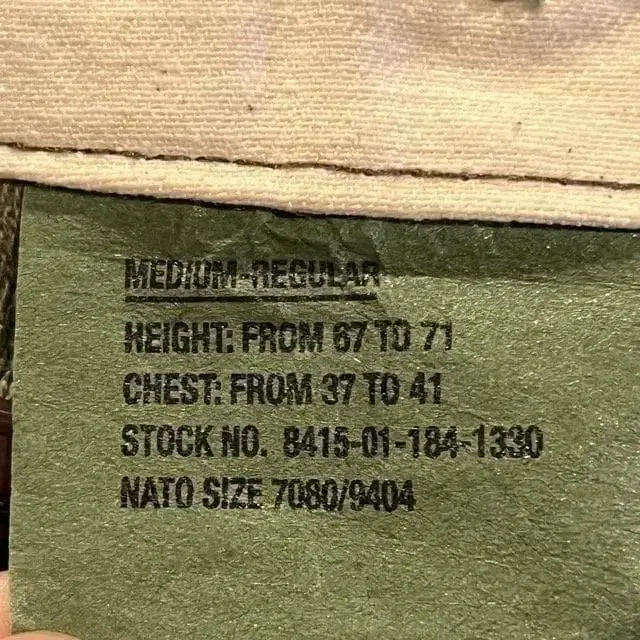 MEDIUM-REGULAR
HEIGHT: FROM 67 TO 71
CHEST: FROM 37 TO 41
STOCK NO. 8415-01-184-1330
NATO SIZE 7080/9404